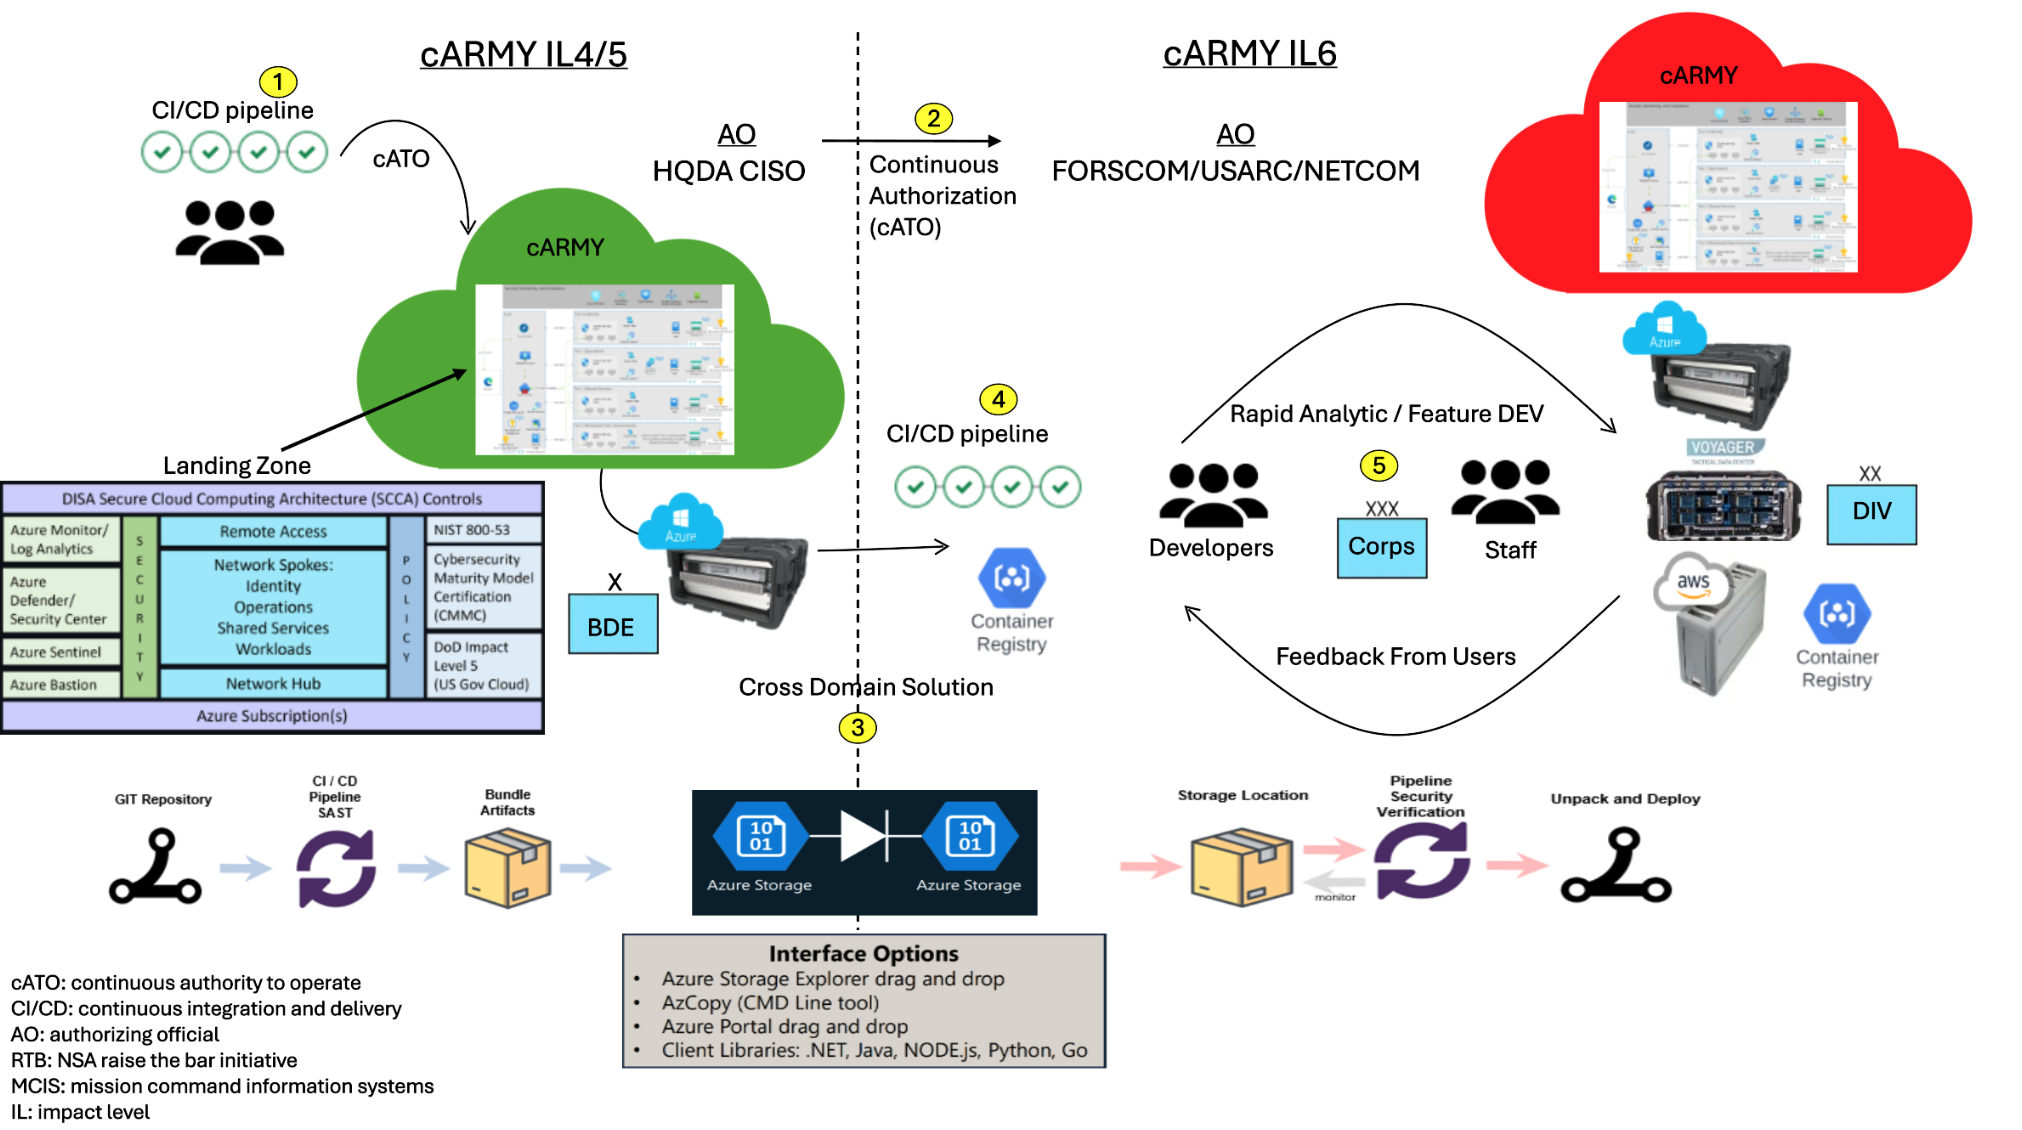 cARMY IL4/5
cARMY IL6
1
CI/CD pipeline
cATO
AO
HQDA CISO
2
Continuous
Authorization
(cATO)
AO
FORSCOM/USARC/NETCOM
cARMY
cARMY
Landing Zone
DISA Secure Cloud Computing Architecture (SCCA) Controls
Azure Monitor/
Log Analytics
Azure
Defender/
Security Center
Azure Sentinel
Azure Bastion
SECURITY
Remote Access
Network Spokes:
Identity
Operations
Shared Services
Workloads
Network Hub
POLICY
NIST 800-53
Cybersecurity
Maturity Model
Certification
(CMMC)
DoD Impact
Level 5
(US Gov Cloud)
Azure Subscription(s)
X
BDE
Azure
4
CI/CD pipeline
Container
Registry
Rapid Analytic / Feature DEV
5
Developers
XXX
Corps
Staff
Feedback From Users
Azure
VOYAGER
TACTICAL DATA CENTER
XX
DIV
aws
Container
Registry
Cross Domain Solution
3
GIT Repository
CI / CD
Pipeline
SAST
Bundle
Artifacts
10
01
Azure Storage
10
01
Azure Storage
Storage Location
monitor
Pipeline
Security
Verification
Unpack and Deploy
Interface Options
• Azure Storage Explorer drag and drop
• AzCopy (CMD Line tool)
• Azure Portal drag and drop
• Client Libraries: .NET, Java, NODE.js, Python, Go
cATO: continuous authority to operate
CI/CD: continuous integration and delivery
AO: authorizing official
RTB: NSA raise the bar initiative
MCIS: mission command information systems
IL: impact level